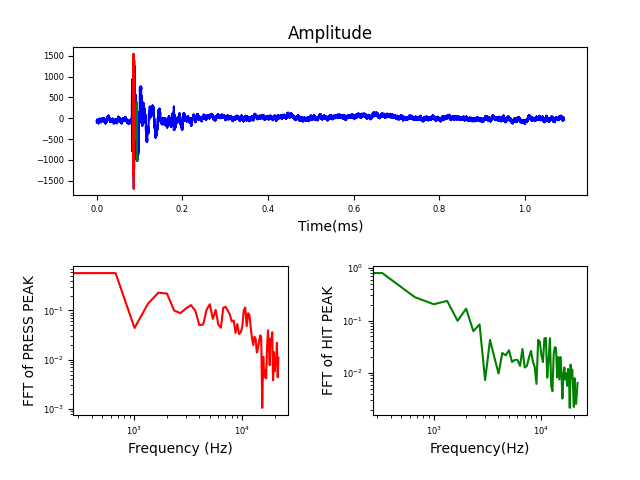 Amplitude
1500
1000
500
0
−500
−1000
−1500
0.0 0.2 0.4 0.6 0.8 1.0
Time(ms)
FFT of PRESS PEAK
10⁻¹
10⁻²
10⁻³
10³ 10⁴
Frequency (Hz)
FFT of HIT PEAK
10⁰
10⁻¹
10⁻²
10³ 10⁴
Frequency(Hz)